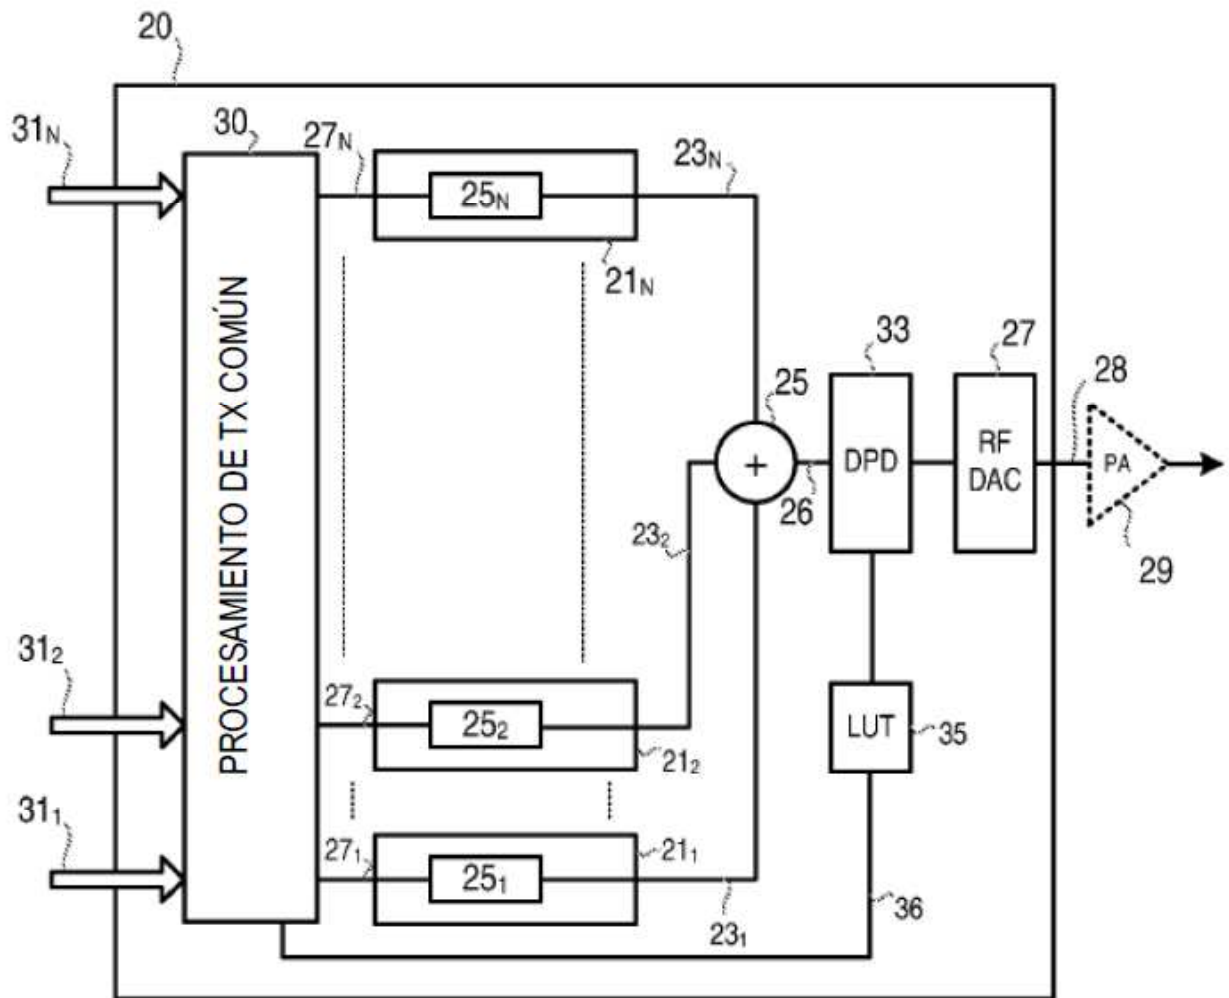 20
31N
30
27N
25N
23N
21N
PROCESAMIENTO DE TX COMÚN
33
27
28
25
+
DPD
RF
DAC
PA
26
29
232
312
272
252
212
LUT
35
311
271
251
211
231
36